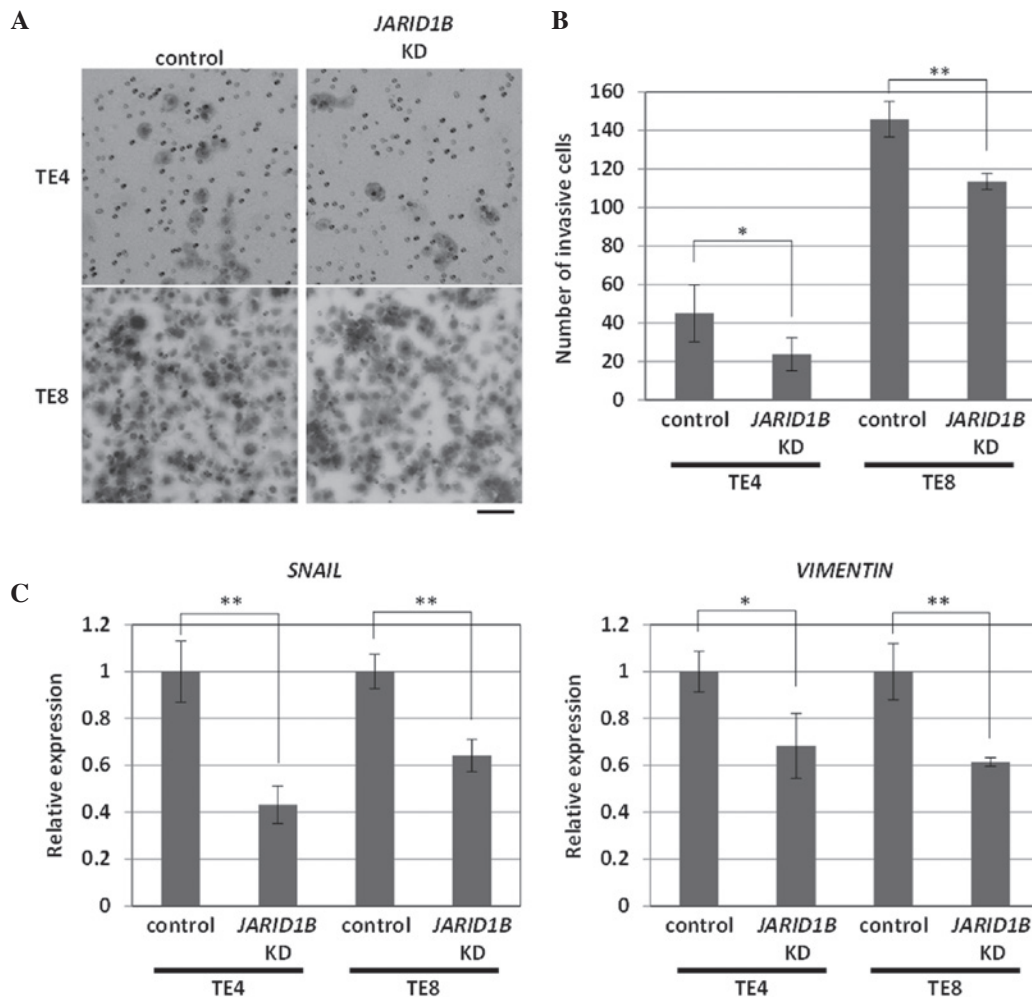 A
control
JARID1B
KD
TE4
TE8
B
Number of invasive cells
160
140
120
100
80
60
40
20
0
**
*
control
JARID1B
KD
control
JARID1B
KD
TE4
TE8
C
SNAIL
Relative expression
1.2
1
0.8
0.6
0.4
0.2
0
**
**
control
JARID1B
KD
control
JARID1B
KD
TE4
TE8
VIMENTIN
Relative expression
1.2
1
0.8
0.6
0.4
0.2
0
*
**
control
JARID1B
KD
control
JARID1B
KD
TE4
TE8